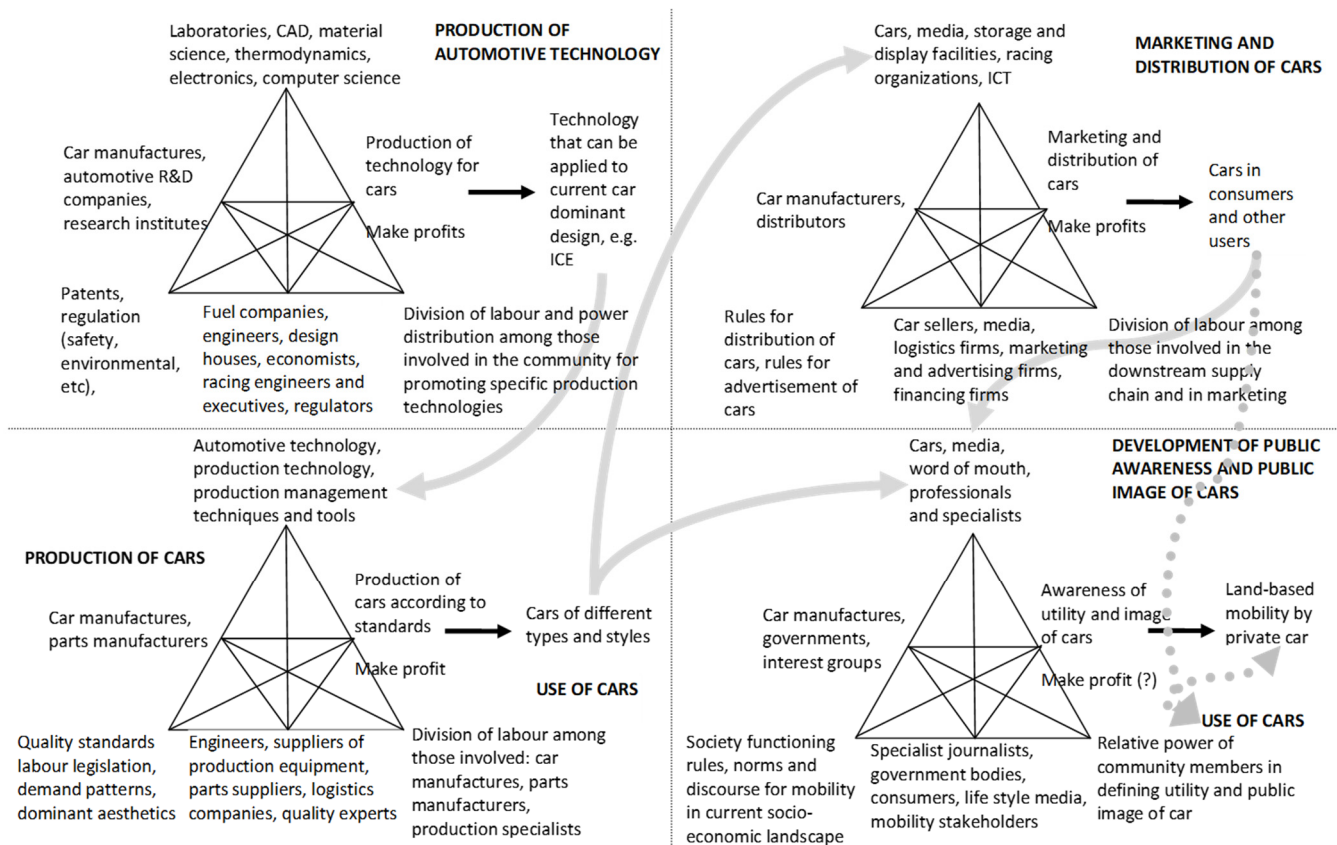 Laboratories, CAD, material
science, thermodynamics,
electronics, computer science
PRODUCTION OF
AUTOMOTIVE TECHNOLOGY
Car manufactures,
automotive R&D
companies,
research institutes
Production of
technology for
cars
Make profits
Technology
that can be
applied to
current car
dominant
design, e.g.
ICE
Patents,
regulation
(safety,
environmental,
etc),
Fuel companies,
engineers, design
houses, economists,
racing engineers and
executives, regulators
Division of labour and power
distribution among those
involved in the community for
promoting specific production
technologies
Cars, media, storage and
display facilities, racing
organizations, ICT
MARKETING AND
DISTRIBUTION OF CARS
Car manufacturers,
distributors
Marketing and
distribution of
cars
Make profits
Cars in
consumers
and other
users
Rules for
distribution of
cars, rules for
advertisement of
cars
Car sellers, media,
logistics firms, marketing
and advertising firms,
financing firms
Division of labour among
those involved in the
downstream supply
chain and in marketing
Automotive technology,
production technology,
production management
techniques and tools
PRODUCTION OF CARS
Car manufactures,
parts manufacturers
Production of
cars according to
standards
Make profit
Cars of different
types and styles
USE OF CARS
Quality standards
labour legislation,
demand patterns,
dominant aesthetics
Engineers, suppliers of
production equipment,
parts suppliers, logistics
companies, quality experts
Division of labour among
those involved: car
manufactures, parts
manufacturers,
production specialists
Cars, media,
word of mouth,
professionals
and specialists
DEVELOPMENT OF PUBLIC
AWARENESS AND PUBLIC
IMAGE OF CARS
Car manufactures,
governments,
interest groups
Awareness of
utility and image
of cars
Make profit (?)
Land-based
mobility by
private car
USE OF CARS
Society functioning
rules, norms and
discourse for mobility
in current socio-
economic landscape
Specialist journalists,
government bodies,
consumers, life style media,
mobility stakeholders
Relative power of
community members in
defining utility and public
image of car